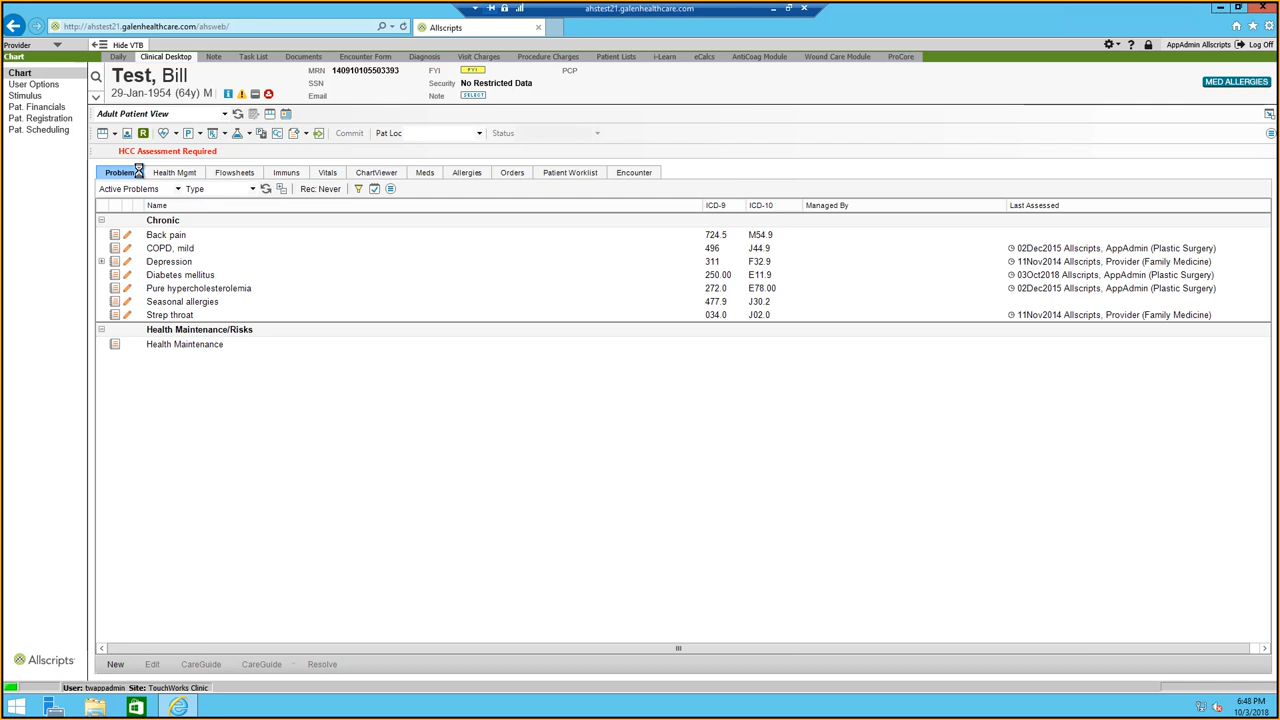 ahstest21.galenhealthcare.com
http://ahstest21.galenhealthcare.com/ahsweb/
Allscripts
Provider
Hide VTB
AppAdmin Allscripts Log Off
Chart
Daily Clinical Desktop Note Task List Documents Encounter Form Diagnosis Visit Charges Procedure Charges Patient Lists i-Learn eCalcs AntiCoag Module Wound Care Module ProCore
Chart
User Options
Stimulus
Pat. Financials
Pat. Registration
Pat. Scheduling
Test, Bill
29-Jan-1954 (64y) M
MRN 140910105503393
SSN
Email
FYI FYI
Security No Restricted Data
Note SELECT
PCP
MED ALLERGIES
Adult Patient View
R P Commit Pat Loc Status
HCC Assessment Required
Problem Health Mgmt Flowsheets Immuns Vitals ChartViewer Meds Allergies Orders Patient Worklist Encounter
Active Problems Type Rec: Never
Name ICD-9 ICD-10 Managed By Last Assessed
Chronic
Back pain 724.5 M54.9
COPD, mild 496 J44.9 02Dec2015 Allscripts, AppAdmin (Plastic Surgery)
Depression 311 F32.9 11Nov2014 Allscripts, Provider (Family Medicine)
Diabetes mellitus 250.00 E11.9 03Oct2018 Allscripts, AppAdmin (Plastic Surgery)
Pure hypercholesterolemia 272.0 E78.00 02Dec2015 Allscripts, AppAdmin (Plastic Surgery)
Seasonal allergies 477.9 J30.2
Strep throat 034.0 J02.0 11Nov2014 Allscripts, Provider (Family Medicine)
Health Maintenance/Risks
Health Maintenance
Allscripts
New Edit CareGuide CareGuide Resolve
User: twappadmin Site: TouchWorks Clinic
6:48 PM
10/3/2018